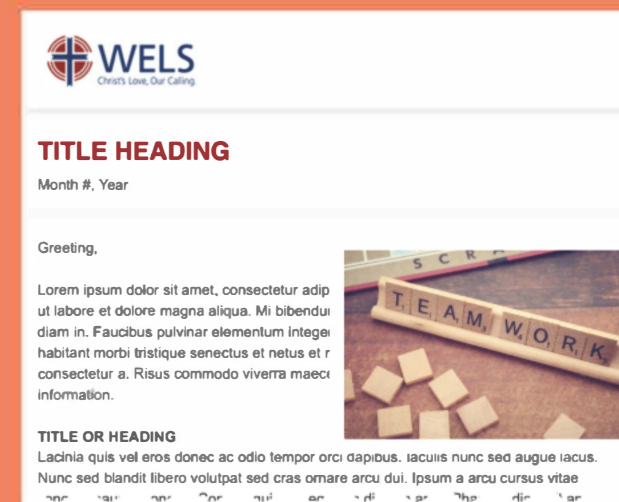 WELS
Christ's Love, Our Calling
TITLE HEADING
Month #, Year
Greeting,
Lorem ipsum dolor sit amet, consectetur adip
ut labore et dolore magna aliqua. Mi bibendu
diam in. Faucibus pulvinar elementum intege
habitant morbi tristique senectus et netus et
consectetur a. Risus commodo viverra maece
information.
SCR
TEAMWORK
TITLE OR HEADING
Lacinia quis vel eros donec ac odio tempor orci dapibus. Iaculis nunc sed augue lacus.
Nunc sed blandit libero volutpat sed cras ornare arcu dui. Ipsum a arcu cursus vitae